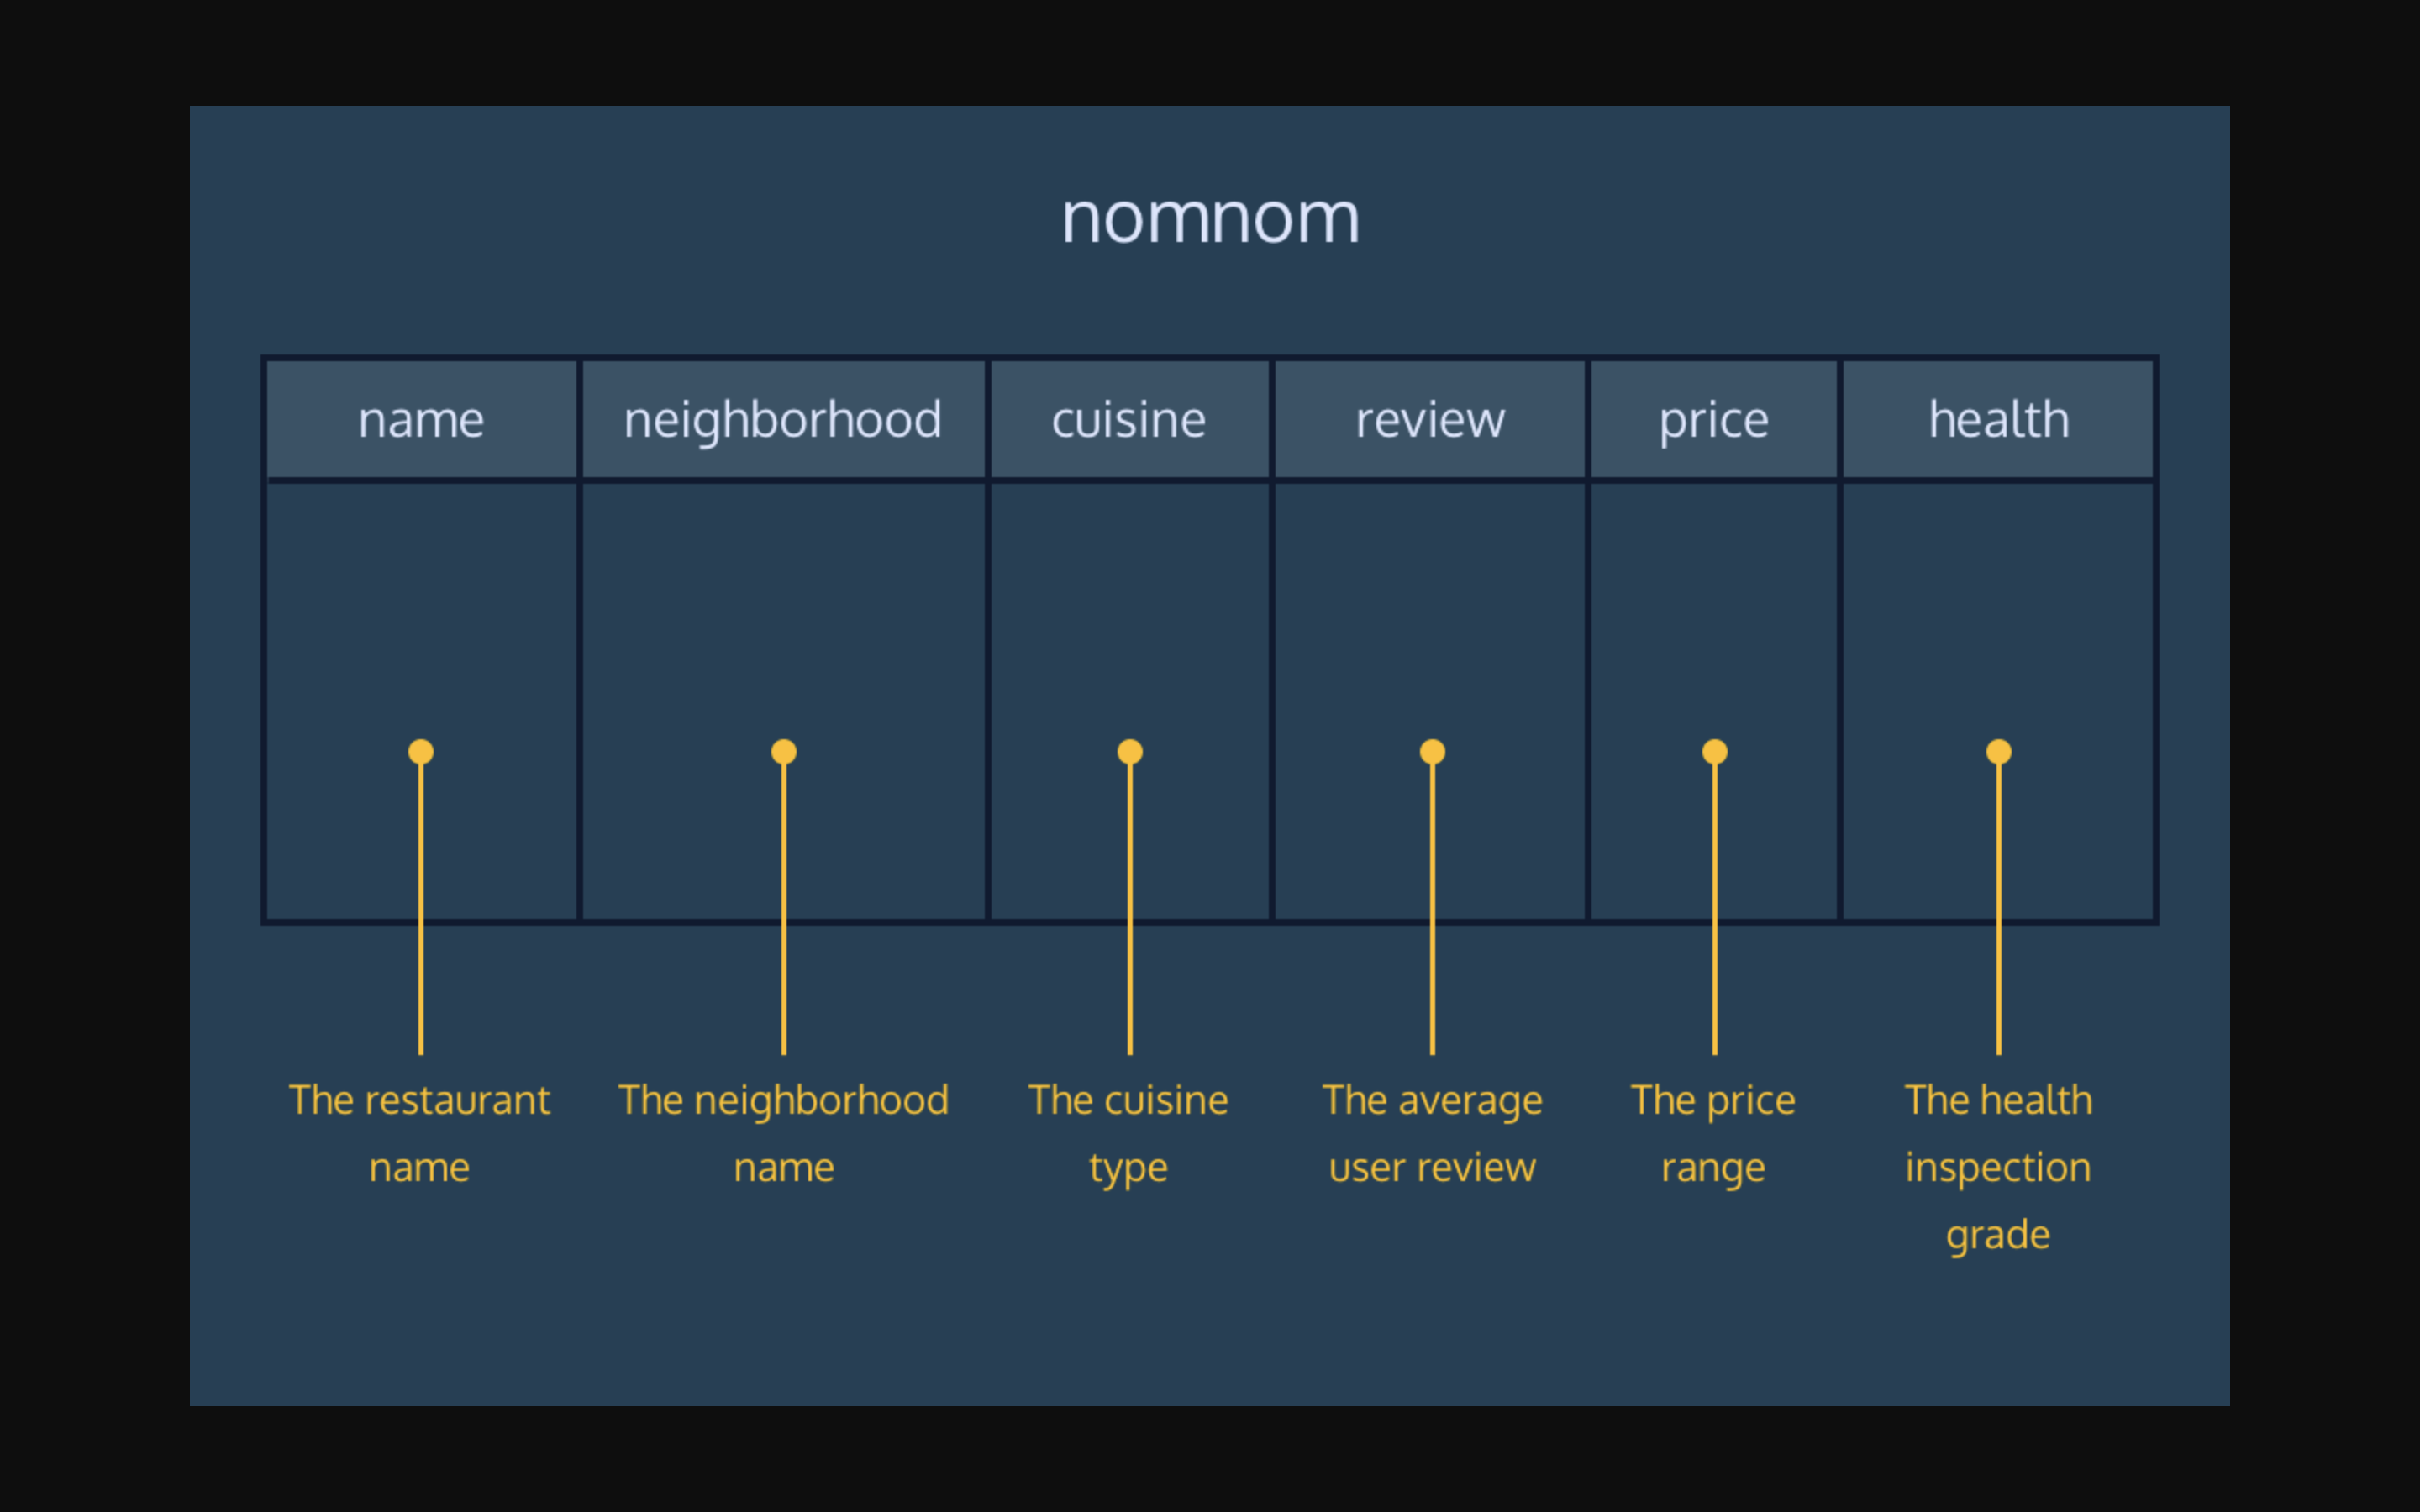 nomnom
name neighborhood cuisine review price health
The restaurant name
The neighborhood name
The cuisine type
The average user review
The price range
The health inspection grade